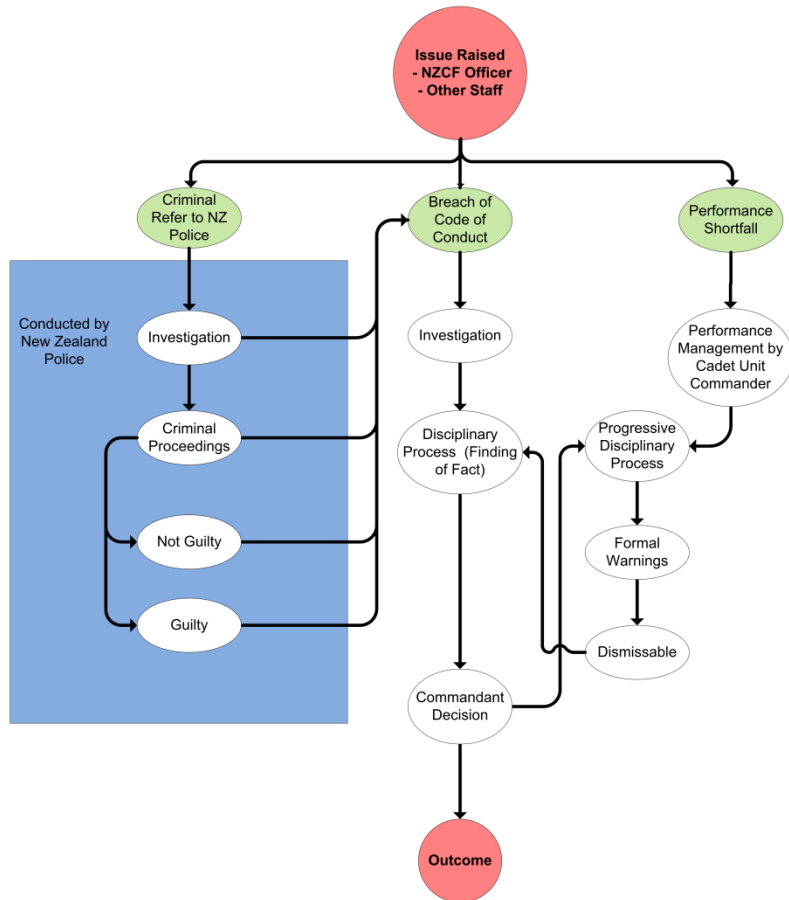 Issue Raised
- NZCF Officer
- Other Staff
Criminal
Refer to NZ
Police
Breach of
Code of
Conduct
Performance
Shortfall
Conducted by
New Zealand
Police
Investigation
Investigation
Performance
Management by
Cadet Unit
Commander
Criminal
Proceedings
Disciplinary
Process (Finding
of Fact)
Progressive
Disciplinary
Process
Not Guilty
Formal
Warnings
Guilty
Dismissable
Commandant
Decision
Outcome